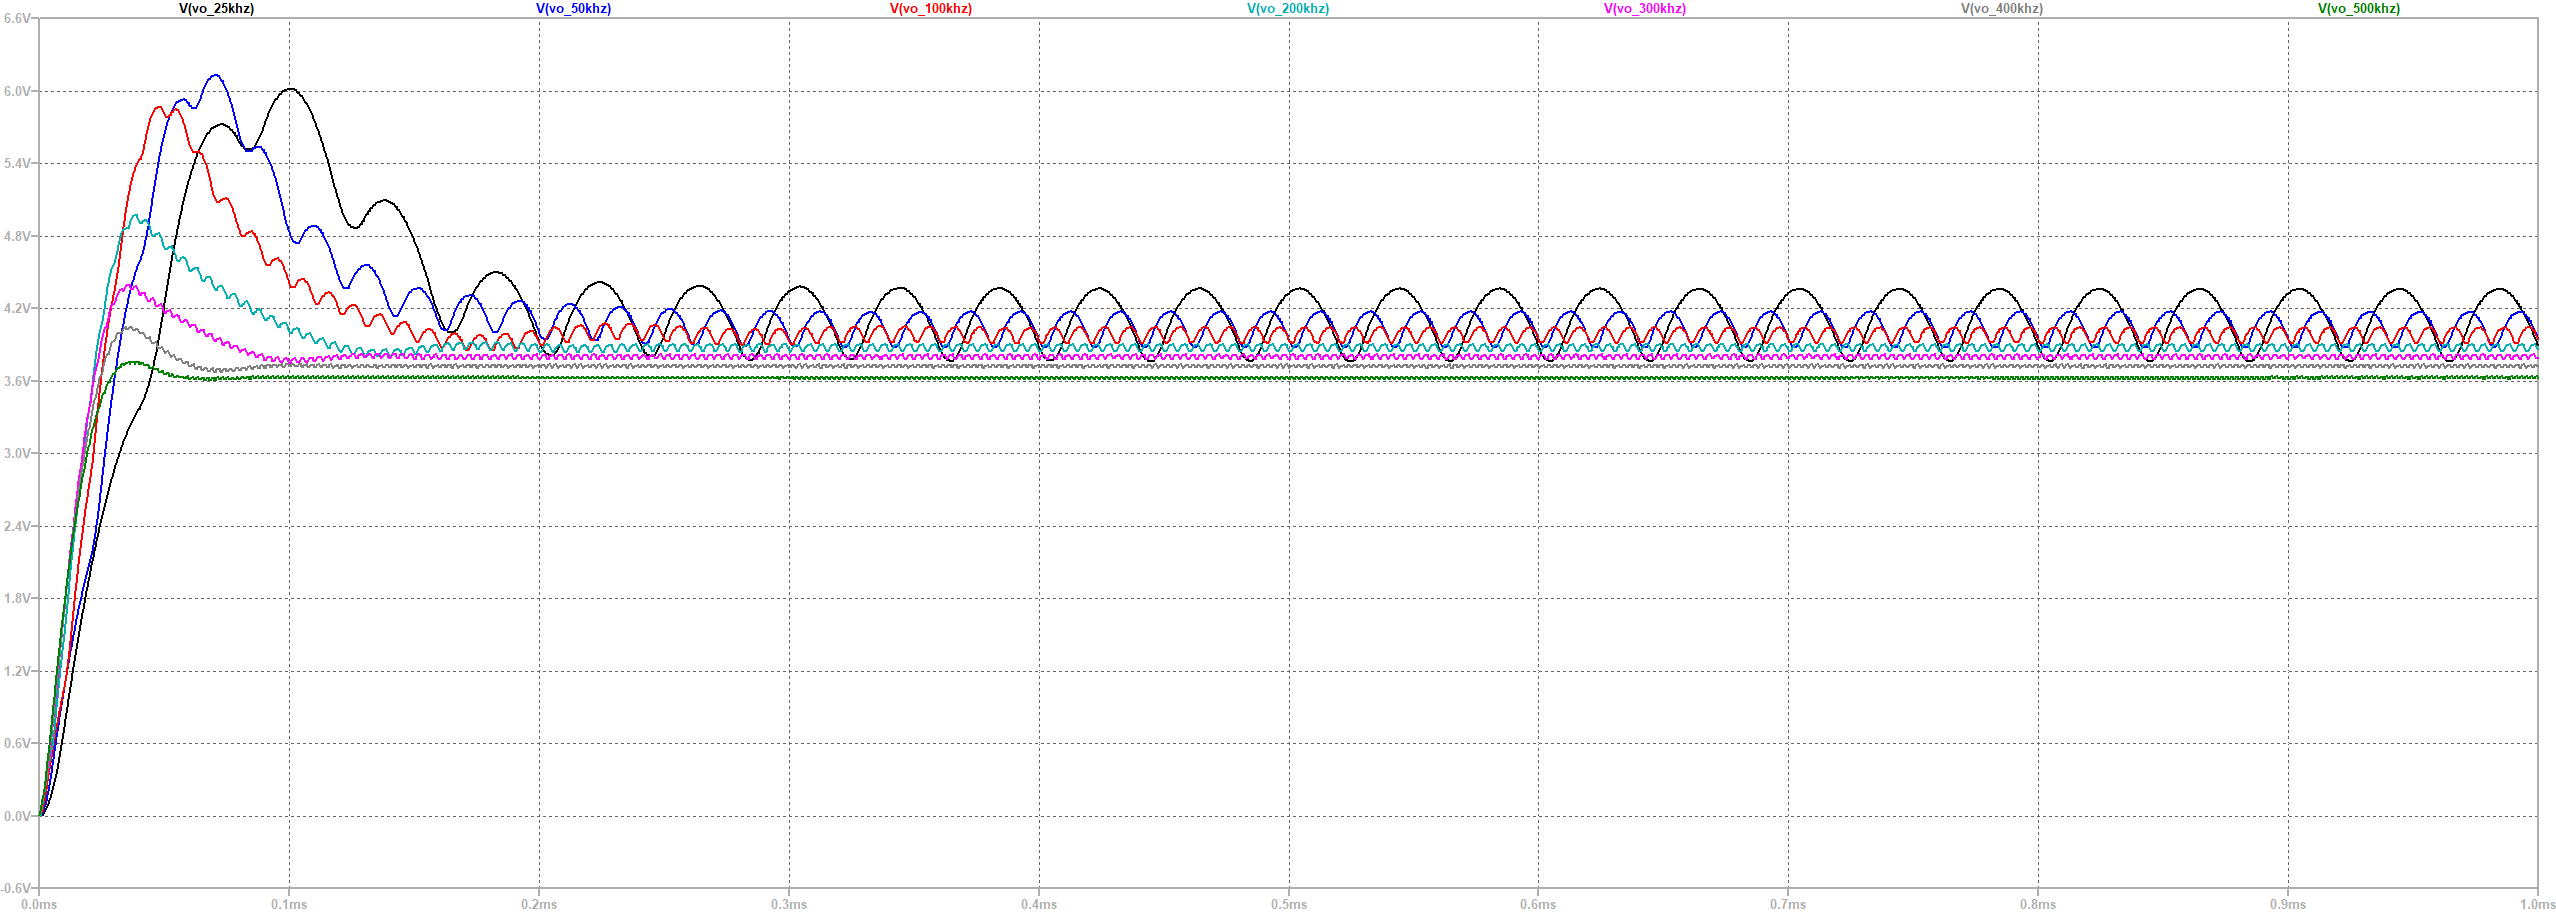 V(vo_25khz) V(vo_50khz) V(vo_100khz) V(vo_200khz) V(vo_300khz) V(vo_400khz) V(vo_500khz)
6.6V
6.0V
5.4V
4.8V
4.2V
3.6V
3.0V
2.4V
1.8V
1.2V
0.6V
0.0V
-0.6V
0.0ms 0.1ms 0.2ms 0.3ms 0.4ms 0.5ms 0.6ms 0.7ms 0.8ms 0.9ms 1.0ms